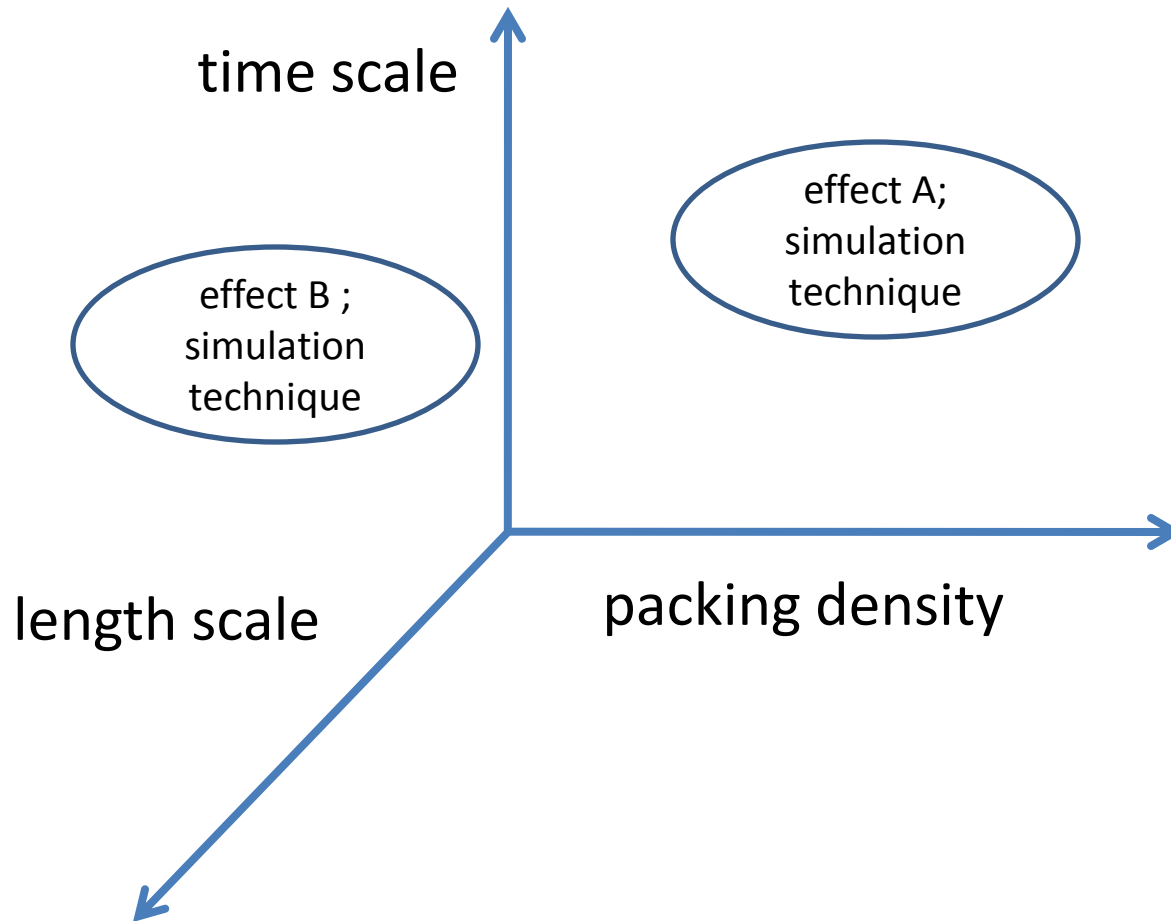 time scale
effect A;
simulation
technique
effect B ;
simulation
technique
length scale
packing density